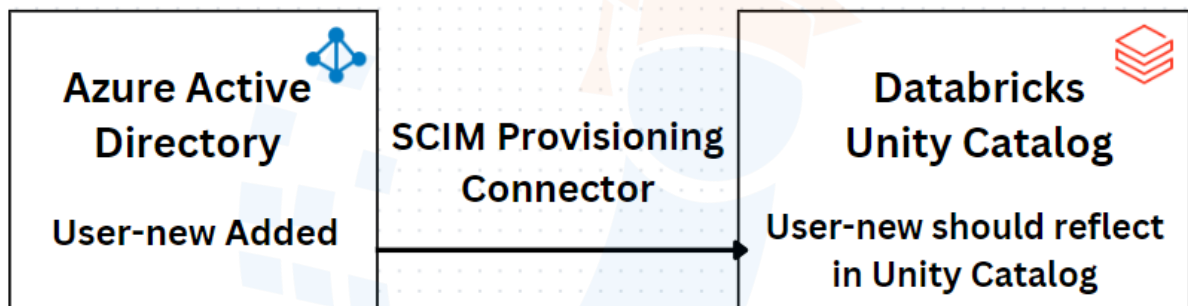 Azure Active
Directory
User-new Added
SCIM Provisioning
Connector
Databricks
Unity Catalog
User-new should reflect
in Unity Catalog